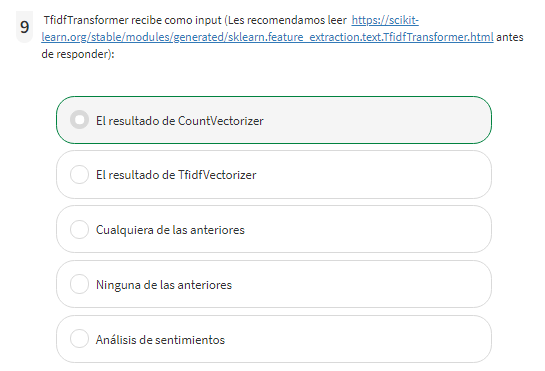 9
TfidfTransformer recibe como input (Les recomendamos leer https://scikit-
learn.org/stable/modules/generated/sklearn.feature_extraction.text.TfidfTransformer.html antes
de responder):
El resultado de CountVectorizer
El resultado de TfidfVectorizer
Cualquiera de las anteriores
Ninguna de las anteriores
Análisis de sentimientos